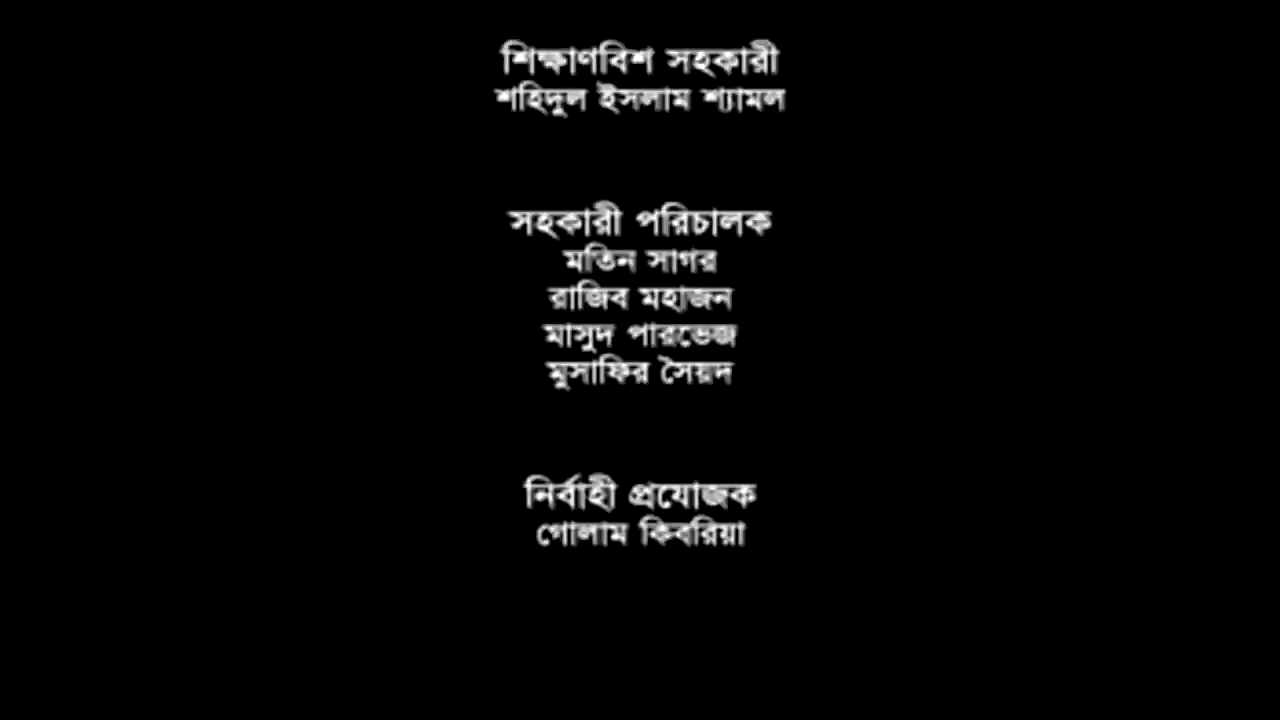 শিক্ষাণবিশ সহকারী
শহিদুল ইসলাম শ্যামল
সহকারী পরিচালক
মতিন সাগর
রাজিব মহাজন
মাসুদ পারভেজ
মুসাফির সৈয়দ
নির্বাহী প্রযোজক
গোলাম কিবরিয়া